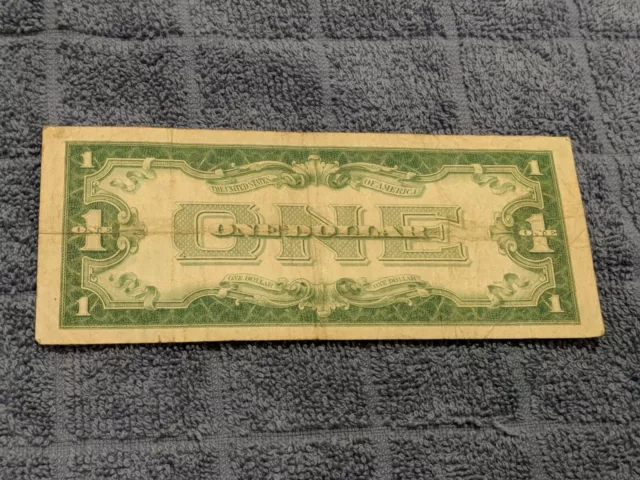 1 1
THE UNITED STATES OF AMERICA
ONE
1 ONE ONE DOLLAR 1 ONE
ONE DOLLAR ONE DOLLAR
1 1